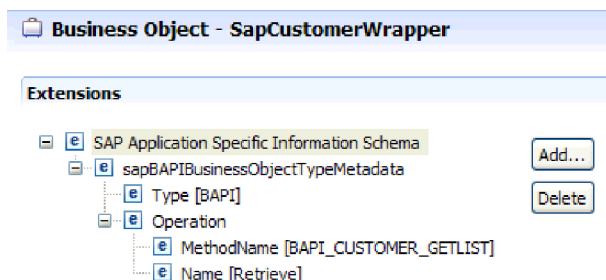 Business Object - SapCustomerWrapper
Extensions
SAP Application Specific Information Schema
Add...
sapBAPIBusinessObjectTypeMetadata
Type [BAPI]
Delete
Operation
MethodName [BAPI_CUSTOMER_GETLIST]
Name [Retrieve]